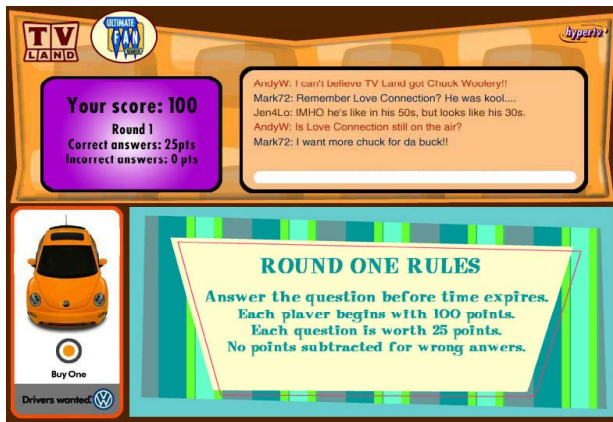 TV
LAND
ULTIMATE
FAN
SEARCH
hypertv
Your score: 100
Round 1
Correct answers: 25pts
Incorrect answers: 0 pts
AndyW: I can't believe TV Land got Chuck Woolery!!
Mark72: Remember Love Connection? He was kool....
Jen4Lo: IMHO he's like in his 50s, but looks like his 30s.
AndyW: Is Love Connection still on the air?
Mark72: I want more chuck for da buck!!
Buy One
Drivers wanted.
ROUND ONE RULES
Answer the question before time expires.
Each player begins with 100 points.
Each question is worth 25 points.
No points subtracted for wrong anwers.